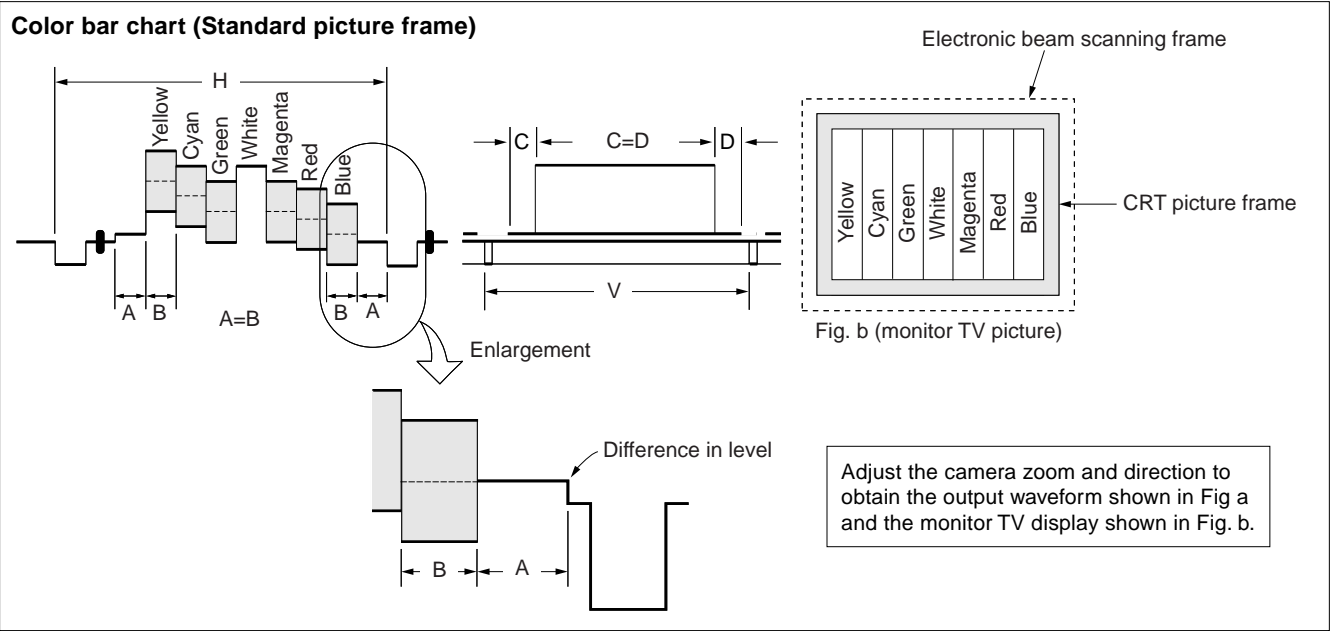 Color bar chart (Standard picture frame)
H
Yellow
Cyan
Green
White
Magenta
Red
Blue
A
B
A=B
B
A
Enlargement
C
C=D
D
V
Electronic beam scanning frame
CRT picture frame
Yellow
Cyan
Green
White
Magenta
Red
Blue
Fig. b (monitor TV picture)
Difference in level
B
A
Adjust the camera zoom and direction to
obtain the output waveform shown in Fig a
and the monitor TV display shown in Fig. b.